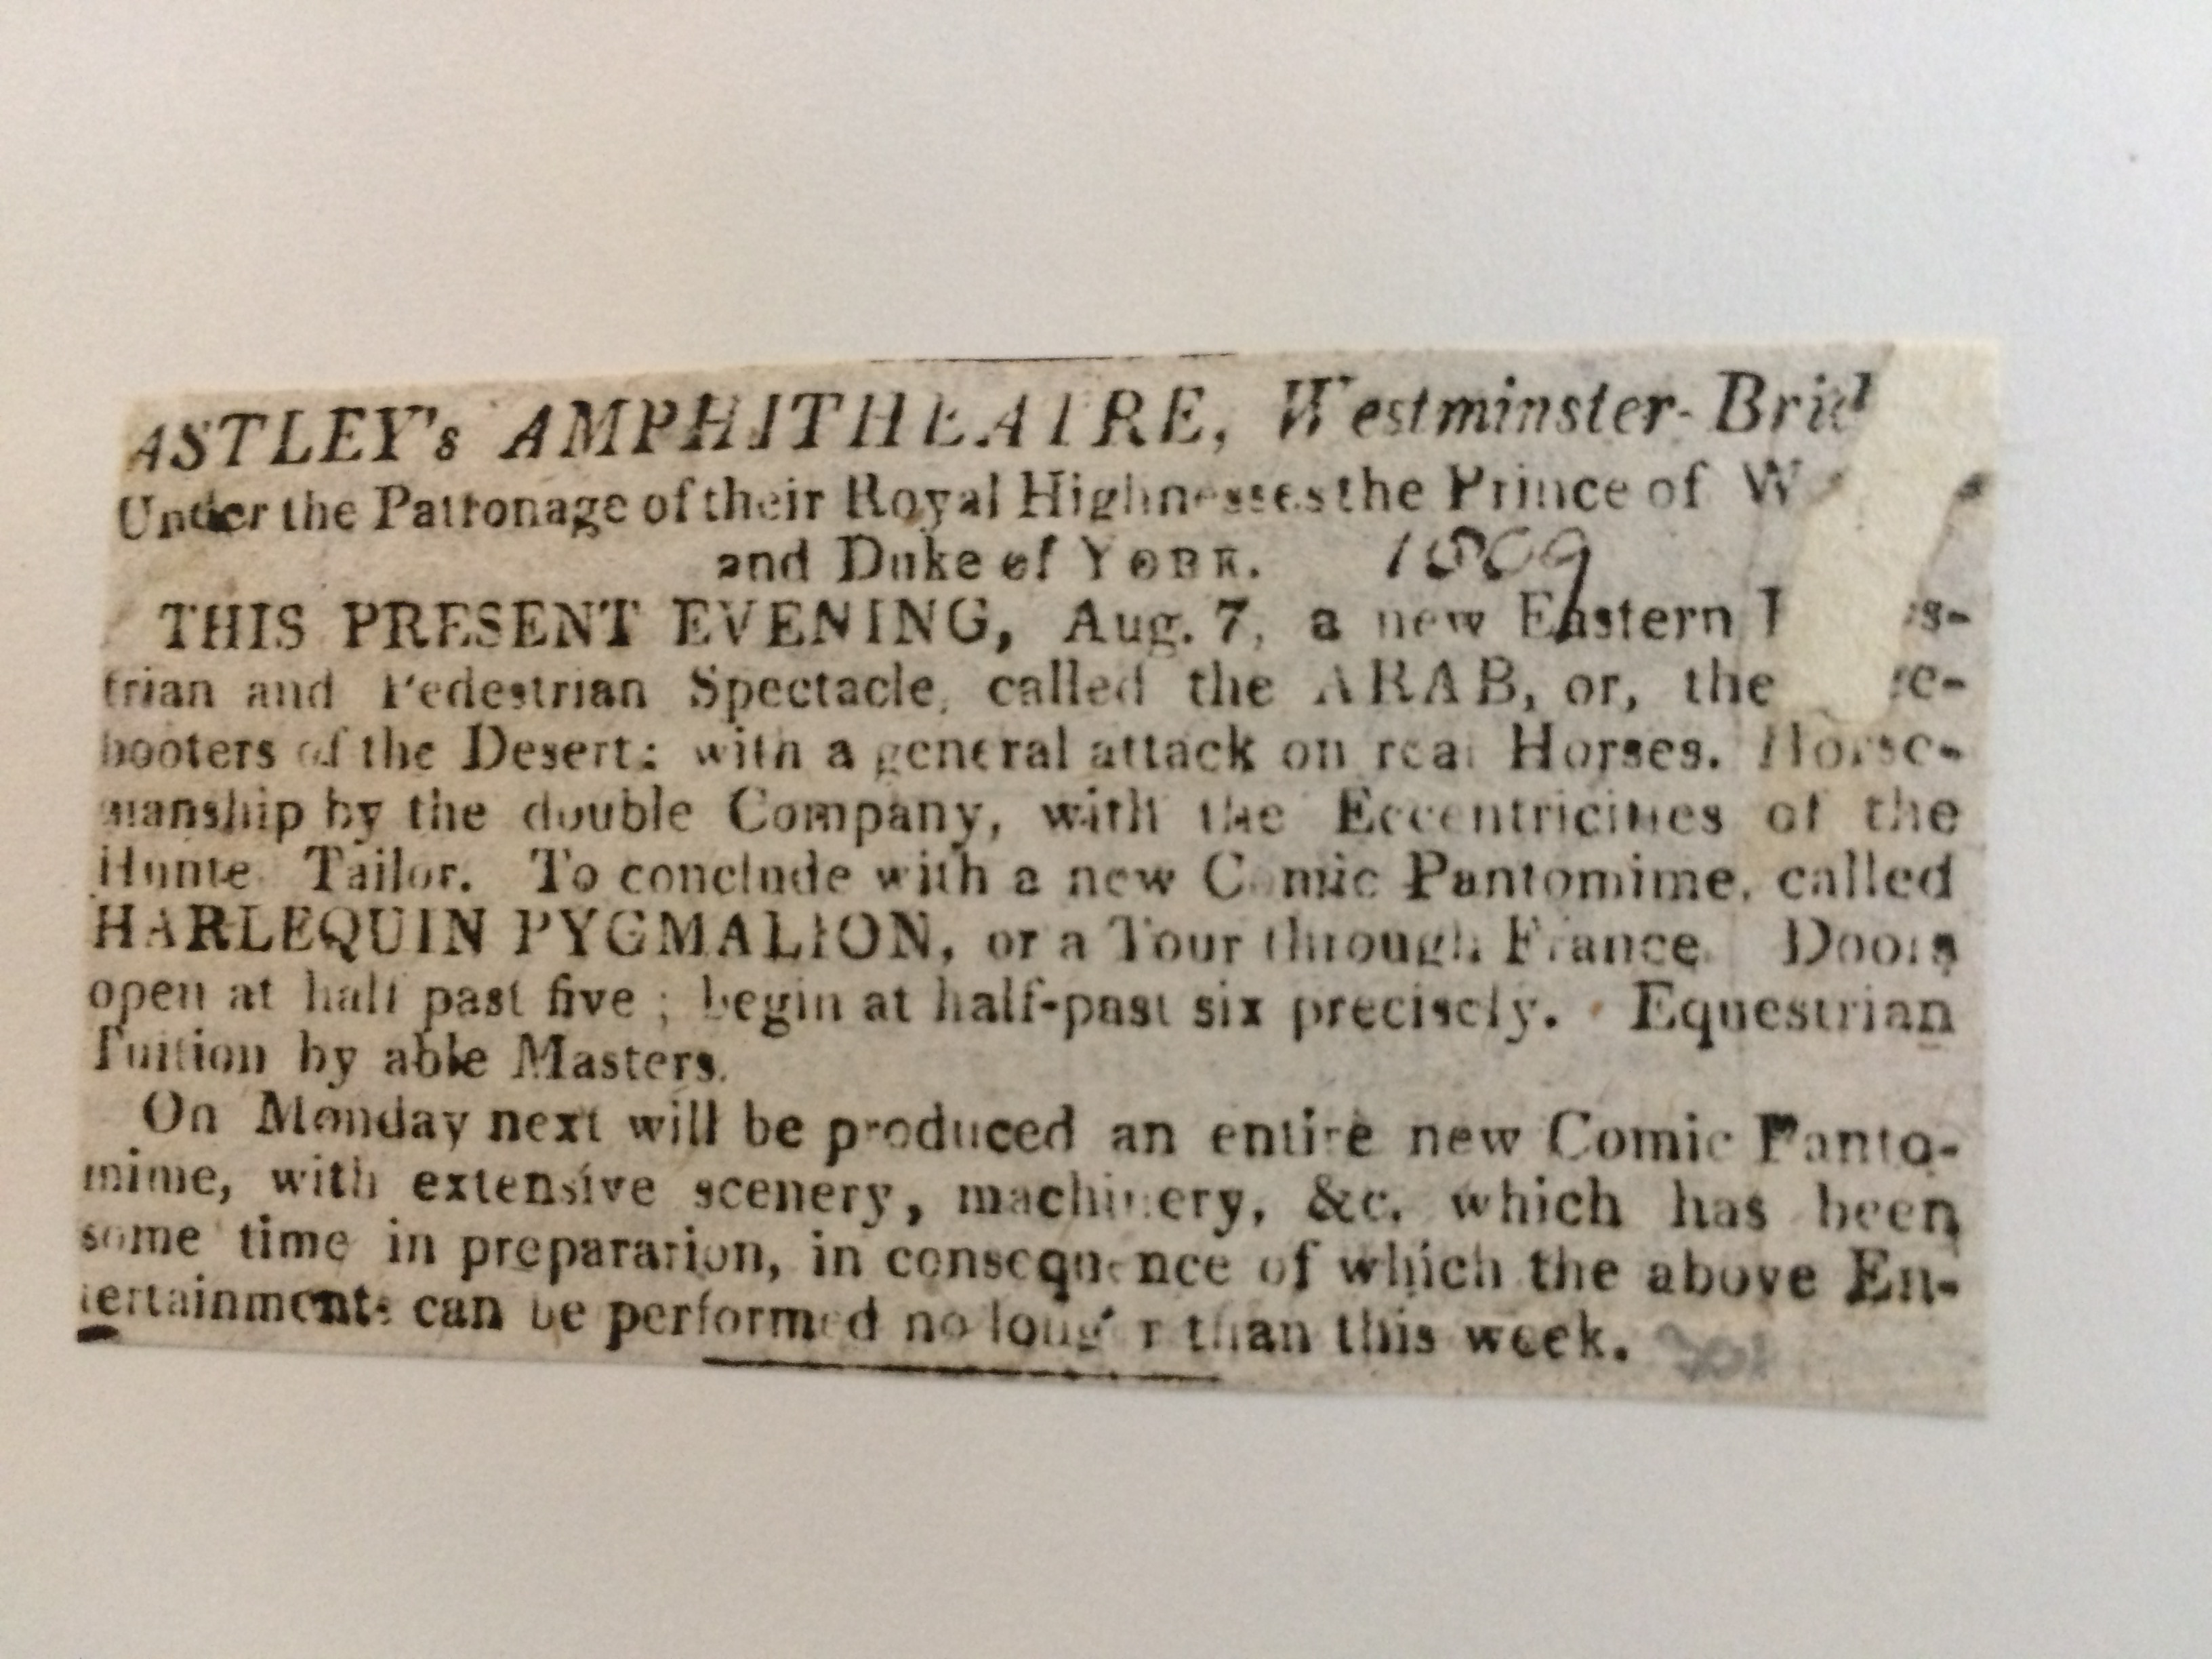 ASTLEY's AMPHITHEATRE, Westminster-Brid
Under the Patronage of their Royal Highnesses the Prince of W
and Duke of YORK. 1809
THIS PRESENT EVENING, Aug. 7, a new Eastern
trian and Pedestrian Spectacle, called the ARAB, or, the
booters of the Desert: with a general attack on real Horses. Horse-
manship by the double Company, with the Eccentricities of the
Hunte Tailor. To conclude with a new Comic Pantomime, called
HARLEQUIN PYGMALION, or a Tour through France. Doors
open at half past five ; begin at half-past six precisely. Equestrian
Tuition by able Masters.
On Monday next will be produced an entire new Comic Panto-
mime, with extensive scenery, machinery, &c. which has been
some time in preparation, in consequence of which the above En-
tertainments can be performed no longer than this week.